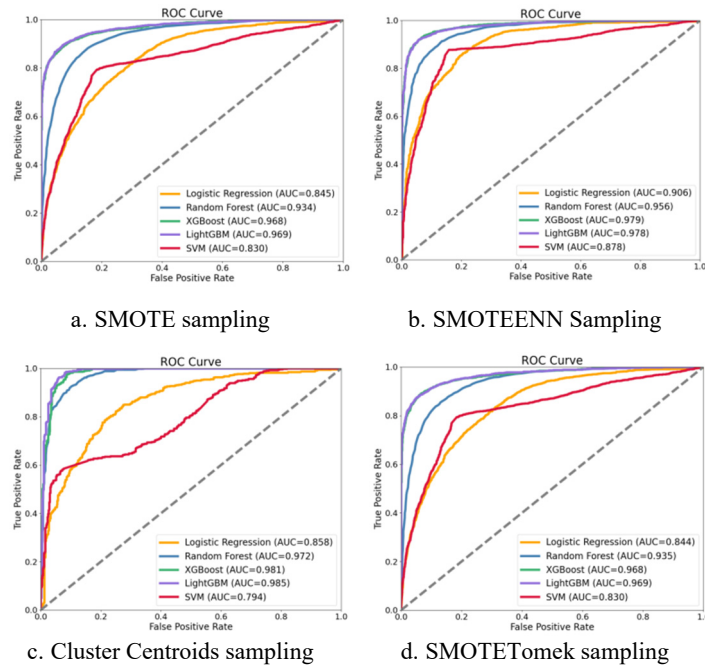 ROC Curve
1.0
0.8
0.6
0.4
0.2
0.0
True Positive Rate
Logistic Regression (AUC=0.845)
Random Forest (AUC=0.934)
XGBoost (AUC=0.968)
LightGBM (AUC=0.969)
SVM (AUC=0.830)
0.0 0.2 0.4 0.6 0.8 1.0
False Positive Rate
a. SMOTE sampling
ROC Curve
1.0
0.8
0.6
0.4
0.2
0.0
True Positive Rate
Logistic Regression (AUC=0.906)
Random Forest (AUC=0.956)
XGBoost (AUC=0.979)
LightGBM (AUC=0.978)
SVM (AUC=0.878)
0.0 0.2 0.4 0.6 0.8 1.0
False Positive Rate
b. SMOTEENN Sampling
ROC Curve
1.0
0.8
0.6
0.4
0.2
0.0
True Positive Rate
Logistic Regression (AUC=0.858)
Random Forest (AUC=0.972)
XGBoost (AUC=0.981)
LightGBM (AUC=0.985)
SVM (AUC=0.794)
0.0 0.2 0.4 0.6 0.8 1.0
False Positive Rate
c. Cluster Centroids sampling
ROC Curve
1.0
0.8
0.6
0.4
0.2
0.0
True Positive Rate
Logistic Regression (AUC=0.844)
Random Forest (AUC=0.935)
XGBoost (AUC=0.968)
LightGBM (AUC=0.969)
SVM (AUC=0.830)
0.0 0.2 0.4 0.6 0.8 1.0
False Positive Rate
d. SMOTETomek sampling